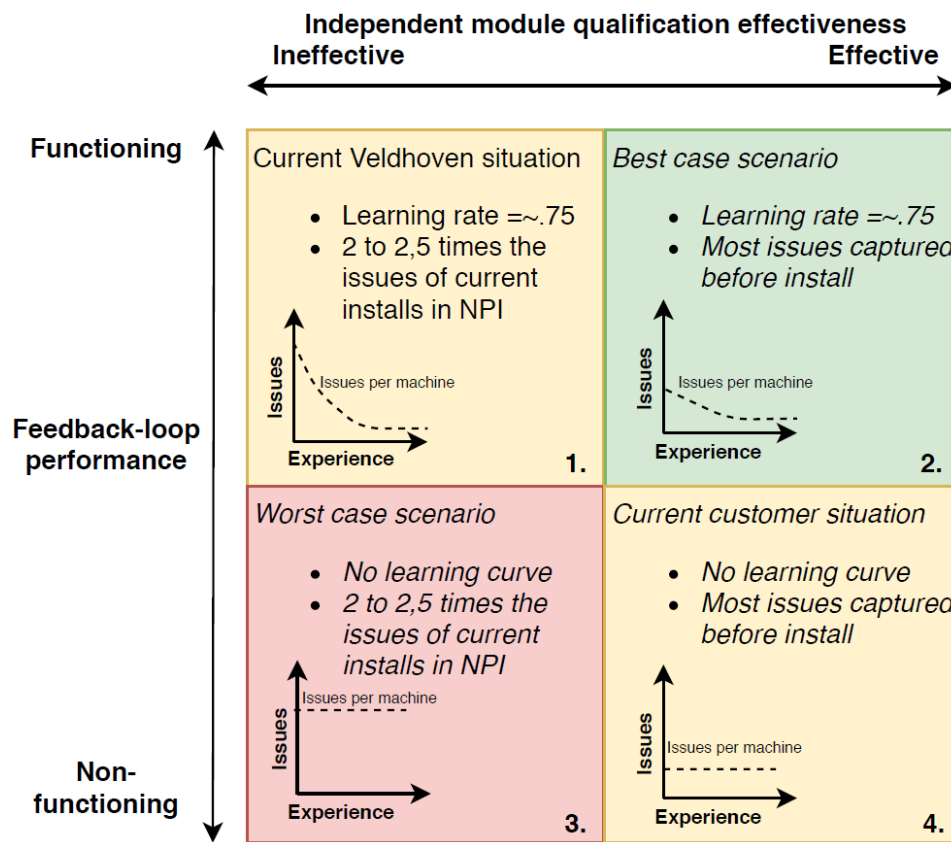 Independent module qualification effectiveness
Ineffective
Effective
Functioning
Feedback-loop
performance
Non-
functioning
Current Veldhoven situation
• Learning rate =~.75
• 2 to 2,5 times the
issues of current
installs in NPI
Issues
Issues per machine
Experience
1.
Best case scenario
• Learning rate =~.75
• Most issues captured
before install
Issues
Issues per machine
Experience
2.
Worst case scenario
• No learning curve
• 2 to 2,5 times the
issues of current
installs in NPI
Issues
Issues per machine
Experience
3.
Current customer situation
• No learning curve
• Most issues captured
before install
Issues
Issues per machine
Experience
4.